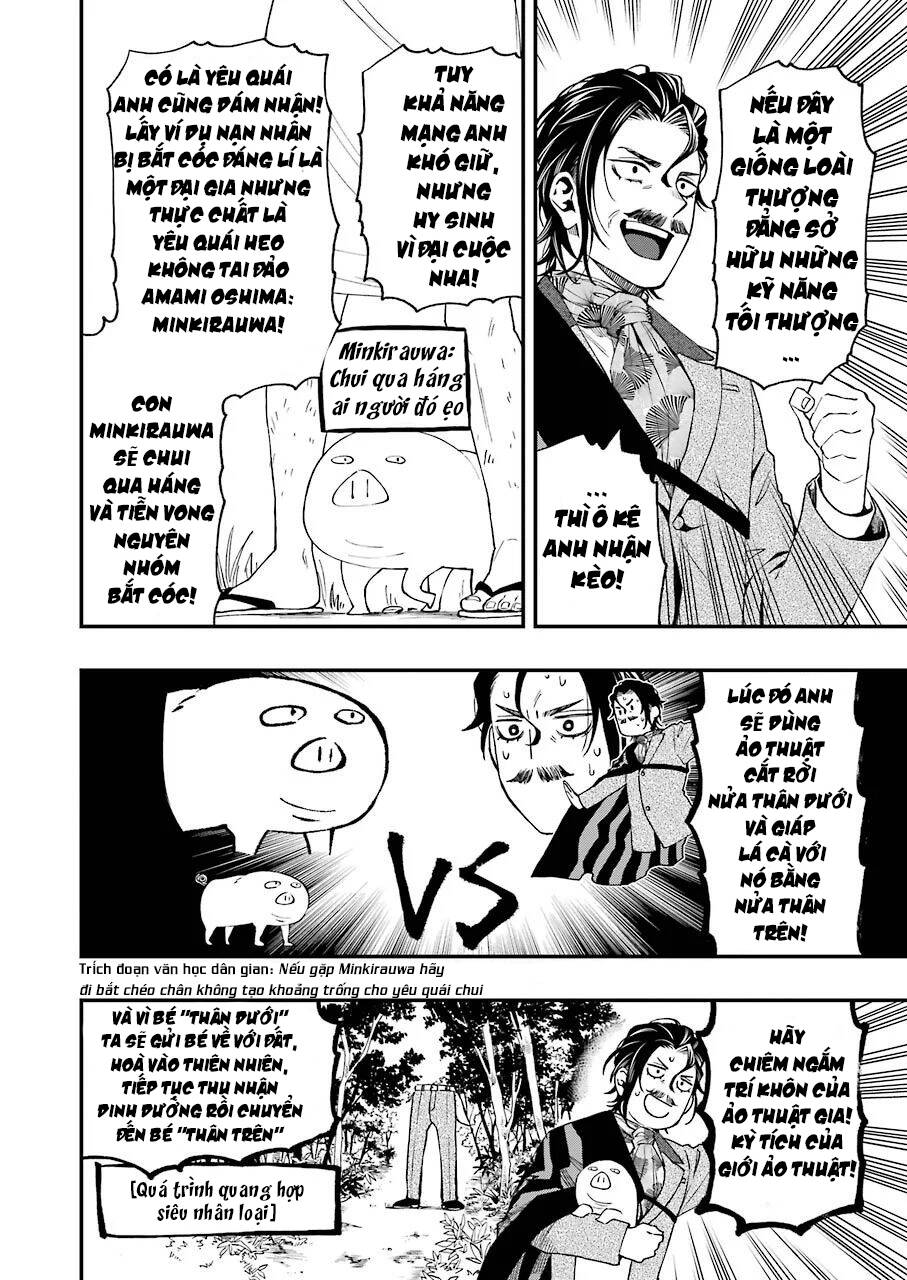 NẾU ĐÂY
LÀ MỘT
GIỐNG LOÀI
THƯỢNG
ĐẲNG SỞ
HỮU NHỮNG
KỸ NĂNG
TỐI THƯỢNG
...
...
THÌ Ô KÊ
ANH NHẬN
KÈO!
TUY
KHẢ NĂNG
MẠNG ANH
KHÓ GIỮ,
NHƯNG
HY SINH
VÌ ĐẠI CUỘC
NHA!
CÓ LÀ YÊU QUÁI
ANH CŨNG DÁM NHẬN!
LẤY VÍ DỤ NẠN NHÂN
BỊ BẮT CÓC ĐÁNG LÍ LÀ
MỘT ĐẠI GIA NHƯNG
THỰC CHẤT LÀ
YÊU QUÁI HEO
KHÔNG TAI ĐẢO
AMAMI OSHIMA:
MINKIRAUWA!
Minkirauwa:
Chui qua háng
ai người đó ẹo
CON
MINKIRAUWA
SẼ CHUI
QUA HÁNG
VÀ TIỄN VONG
NGUYÊN
NHÓM
BẮT CÓC!
LÚC ĐÓ ANH
SẼ DÙNG
ẢO THUẬT
CẮT RỜI
NỬA THÂN DƯỚI
VÀ GIÁP
LÁ CÀ VỚI
NÓ BẰNG
NỬA THÂN
TRÊN!
VS
Trích đoạn văn học dân gian: Nếu gặp Minkirauwa hãy
đi bắt chéo chân không tạo khoảng trống cho yêu quái chui
HÃY
CHIÊM NGẮM
TRÍ KHÔN CỦA
ẢO THUẬT GIA!
KỲ TÍCH CỦA
GIỚI ẢO THUẬT!
VÀ VÌ BÉ "THÂN DƯỚI"
TA SẼ GỬI BÉ VỀ VỚI ĐẤT,
HOÀ VÀO THIÊN NHIÊN,
TIẾP TỤC THU NHẬN
DINH DƯỠNG RỒI CHUYỂN
ĐẾN BÉ "THÂN TRÊN"
[Quá trình quang hợp
siêu nhân loại]